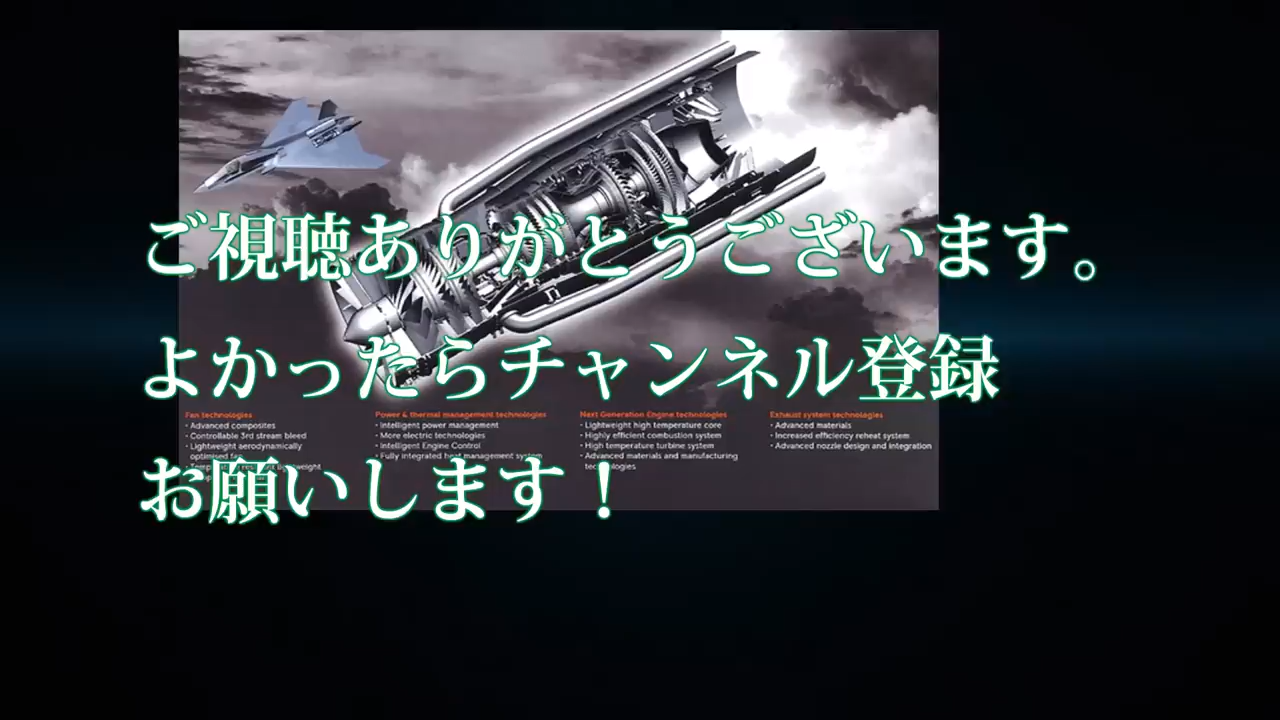 ご視聴ありがとうございます。
よかったらチャンネル登録
お願いします！
Fan technologies
• Advanced composites
• Controllable 3rd stream bleed
• Lightweight aerodynamically
optimised fan
Power & thermal management technologies
• Intelligent power management
• More electric technologies
• Intelligent Engine Control
• Fully integrated heat management system
Next Generation Engine technologies
• Lightweight high temperature core
• Highly efficient combustion system
• High temperature turbine system
• Advanced materials and manufacturing
technologies
Exhaust system technologies
• Advanced materials
• Increased efficiency reheat system
• Advanced nozzle design and integration